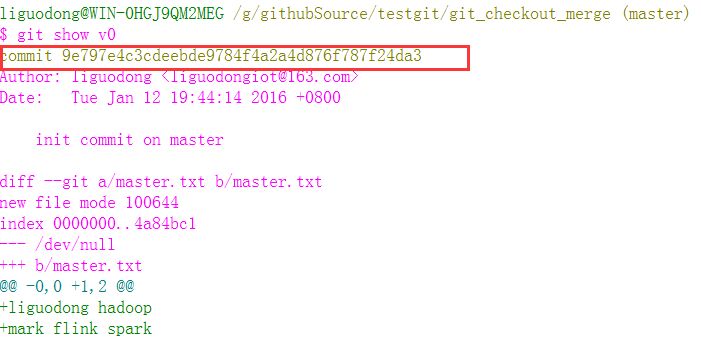 liguodong@WIN-0HGJ9QM2MEG /g/githubSource/testgit/git_checkout_merge (master)
$ git show v0
commit 9e797e4c3cdeebde9784f4a2a4d876f787f24da3
Author: liguodong <liguodongiot@163.com>
Date:   Tue Jan 12 19:44:14 2016 +0800
    init commit on master
diff --git a/master.txt b/master.txt
new file mode 100644
index 0000000..4a84bc1
--- /dev/null
+++ b/master.txt
@@ -0,0 +1,2 @@
+liguodong hadoop
+mark flink spark